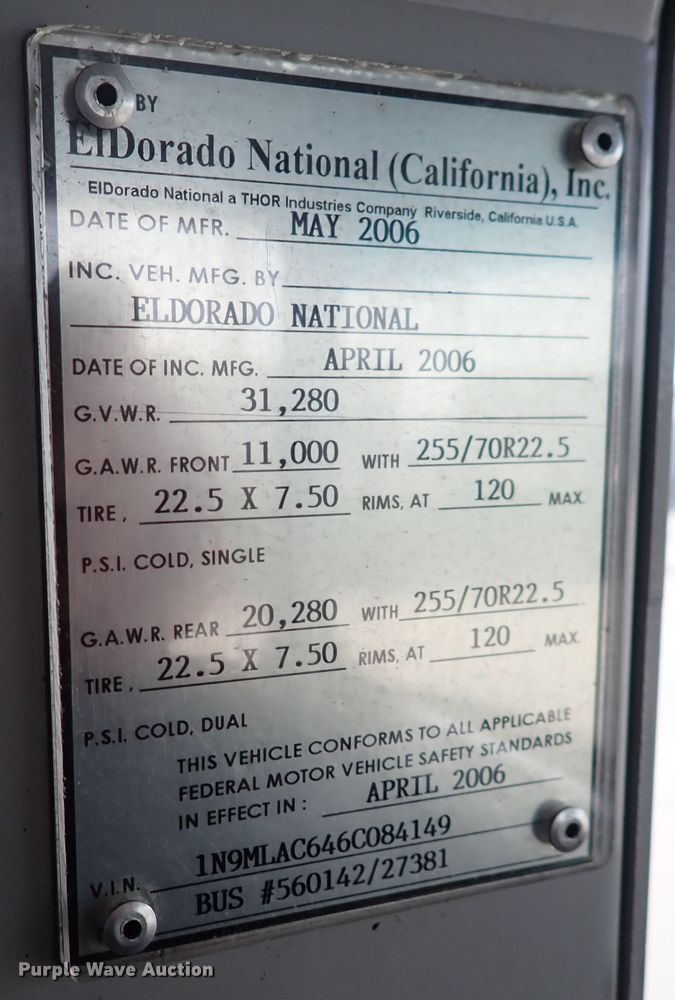 BY
ElDorado National (California), Inc.
ElDorado National a THOR Industries Company Riverside, California U.S.A.
DATE OF MFR. MAY 2006
INC. VEH. MFG. BY
ELDORADO NATIONAL
DATE OF INC. MFG. APRIL 2006
G.V.W.R. 31,280
G.A.W.R. FRONT 11,000 WITH 255/70R22.5
TIRE, 22.5 X 7.50 RIMS, AT 120 MAX.
P.S.I. COLD, SINGLE
G.A.W.R. REAR 20,280 WITH 255/70R22.5
TIRE, 22.5 X 7.50 RIMS, AT 120 MAX.
P.S.I. COLD, DUAL
THIS VEHICLE CONFORMS TO ALL APPLICABLE
FEDERAL MOTOR VEHICLE SAFETY STANDARDS
IN EFFECT IN: APRIL 2006
V.I.N. 1N9MLAC646C084149
BUS #560142/27381
Purple Wave Auction